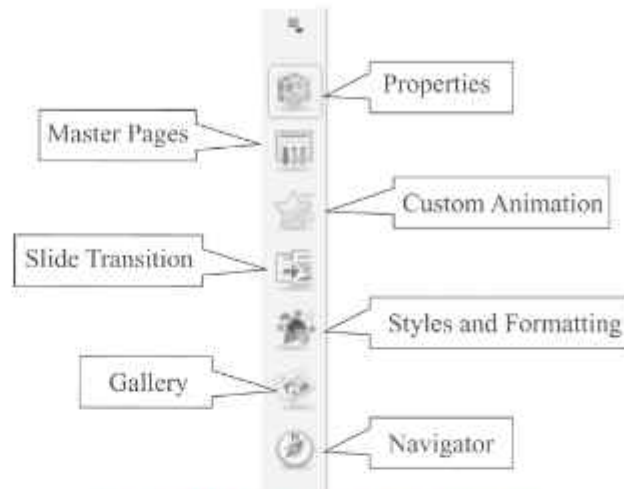 Properties
Master Pages
Custom Animation
Slide Transition
Styles and Formatting
Gallery
Navigator